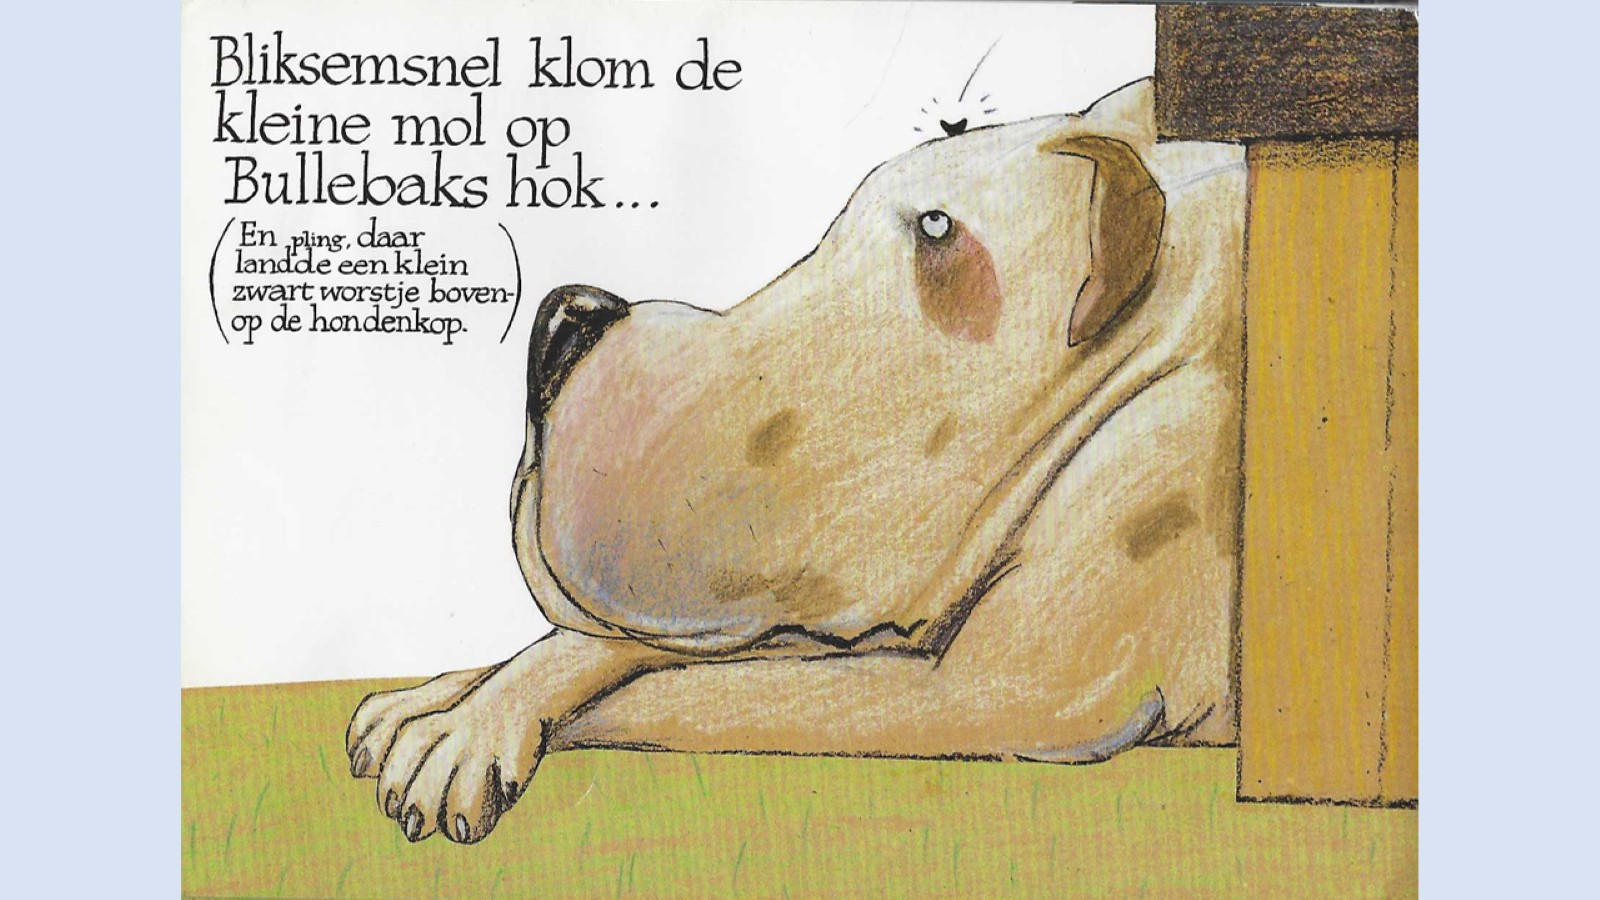 Bliksemsnel klom de
kleine mol op
Bullebaks hok...
(En pling, daar
landde een klein
zwart worstje boven-
op de hondenkop.)